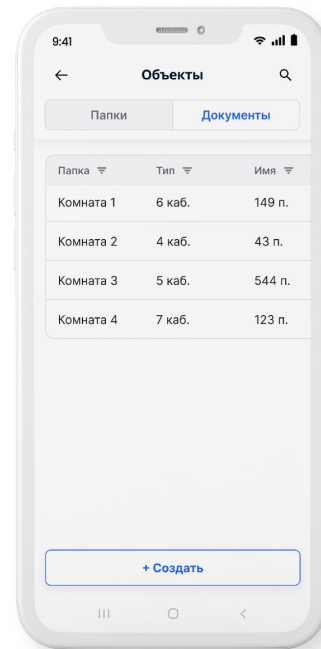 9:41
Объекты
Папки Документы
Папка Тип Имя
Комната 1 6 каб. 149 п.
Комната 2 4 каб. 43 п.
Комната 3 5 каб. 544 п.
Комната 4 7 каб. 123 п.
+ Создать